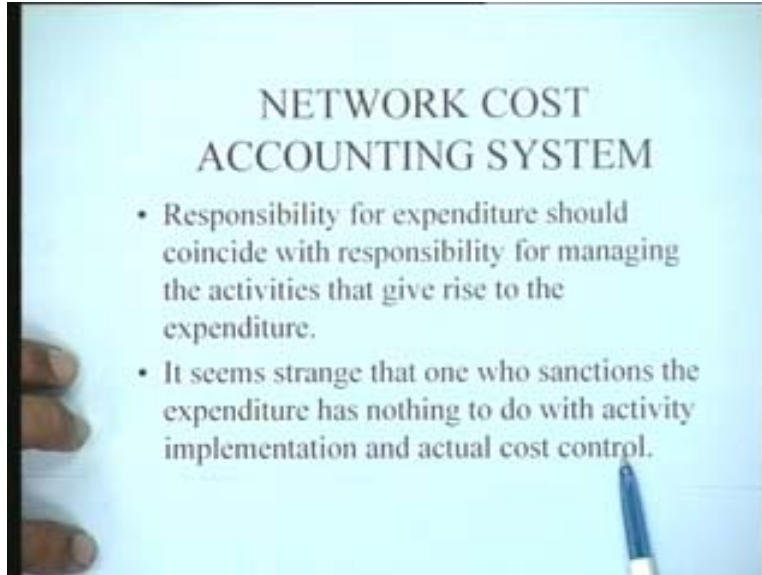 NETWORK COST
ACCOUNTING SYSTEM
• Responsibility for expenditure should
coincide with responsibility for managing
the activities that give rise to the
expenditure.
• It seems strange that one who sanctions the
expenditure has nothing to do with activity
implementation and actual cost control.